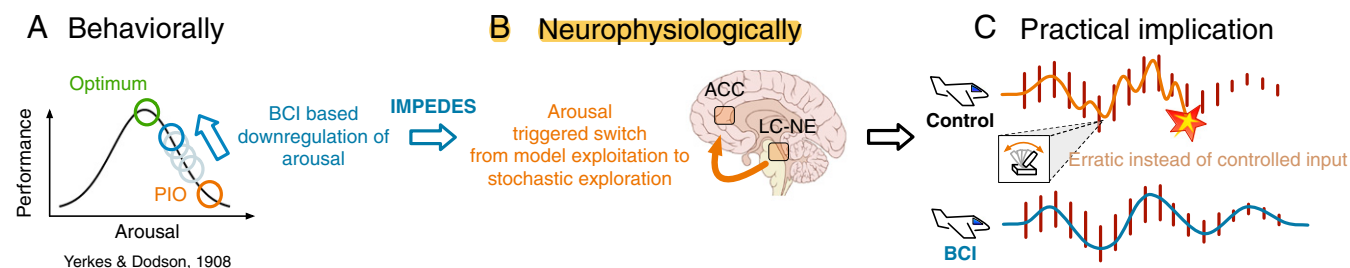 A Behaviorally
Optimum
Performance
PIO
Arousal
Yerkes & Dodson, 1908
BCI based
downregulation of
arousal
IMPEDES
B Neurophysiologically
Arousal
triggered switch
from model exploitation to
stochastic exploration
ACC
LC-NE
C Practical implication
Control
Erratic instead of controlled input
BCI